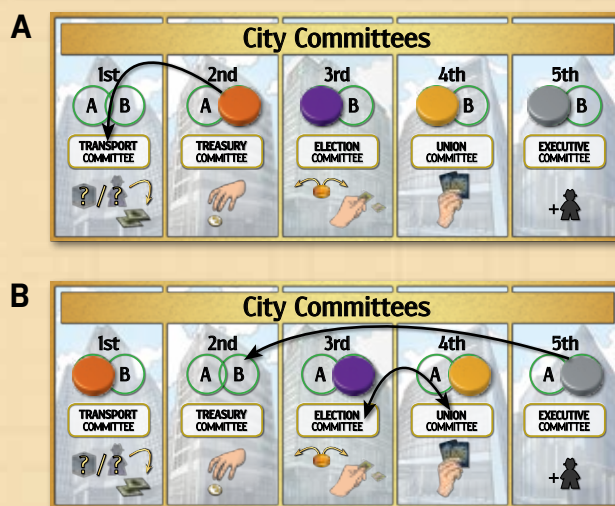 A
City Committees
1st 2nd 3rd 4th 5th
A B A B A B A B
TRANSPORT
COMMITTEE
TREASURY
COMMITTEE
ELECTION
COMMITTEE
UNION
COMMITTEE
EXECUTIVE
COMMITTEE
? / ?
+
B
City Committees
1st 2nd 3rd 4th 5th
B A B A A A
TRANSPORT
COMMITTEE
TREASURY
COMMITTEE
ELECTION
COMMITTEE
UNION
COMMITTEE
EXECUTIVE
COMMITTEE
? / ?
+